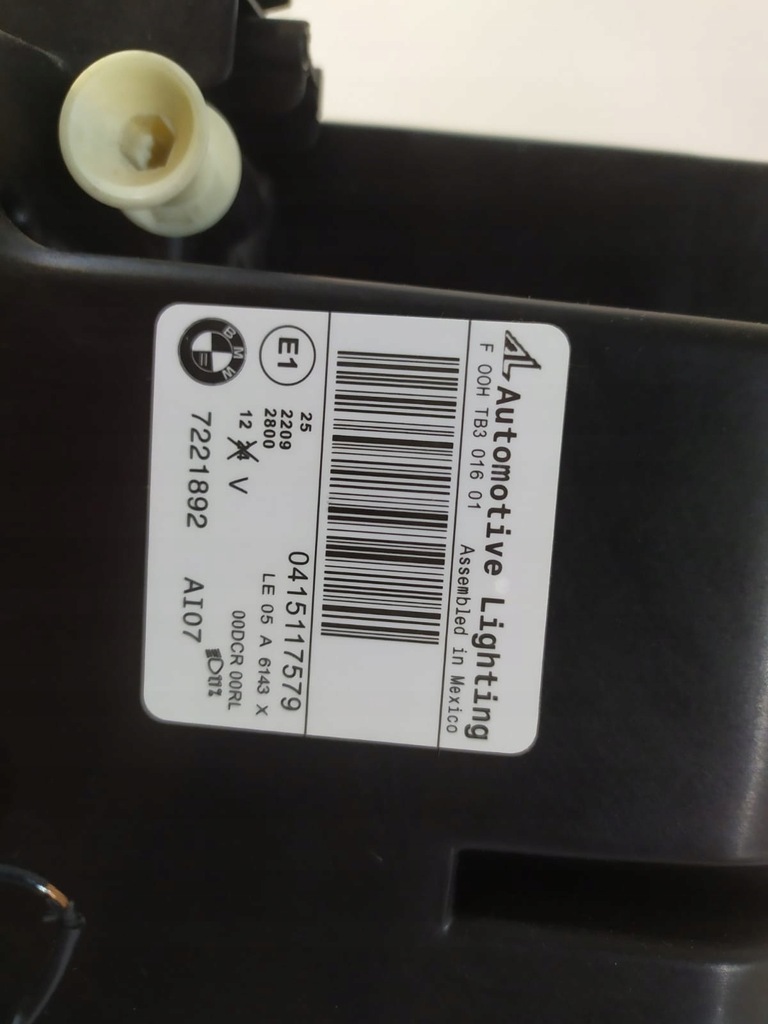 Automotive Lighting
F 00H TB3 016 01 Assembled in Mexico
0415117579
E1
25
2209
2800
LE 05 A 6143 X
12 24 V
00DCR 00RL
BMW
7221892 AI07